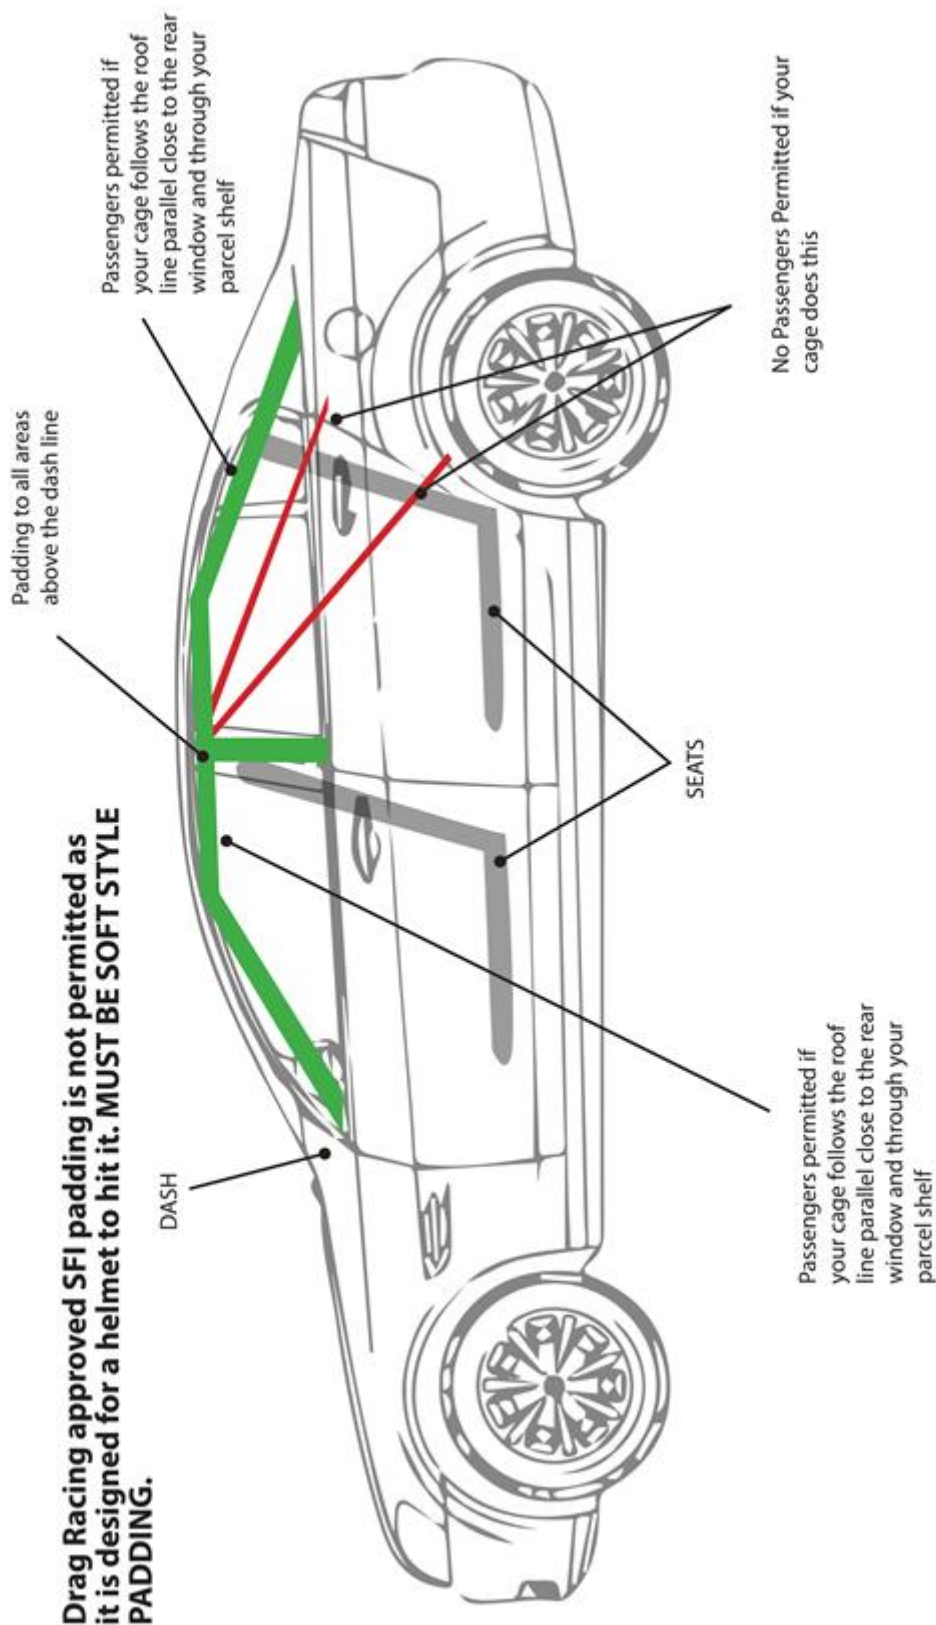 Drag Racing approved SFI padding is not permitted as
it is designed for a helmet to hit it. MUST BE SOFT STYLE
PADDING.
Padding to all areas
above the dash line
Passengers permitted if
your cage follows the roof
line parallel close to the rear
window and through your
parcel shelf
DASH
SEATS
Passengers permitted if
your cage follows the roof
line parallel close to the rear
window and through your
parcel shelf
No Passengers Permitted if your
cage does this